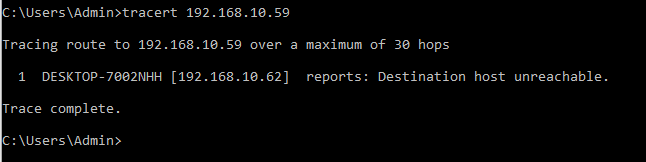 C:\Users\Admin>tracert 192.168.10.59
Tracing route to 192.168.10.59 over a maximum of 30 hops
1 DESKTOP-7002NHH [192.168.10.62] reports: Destination host unreachable.
Trace complete.
C:\Users\Admin>